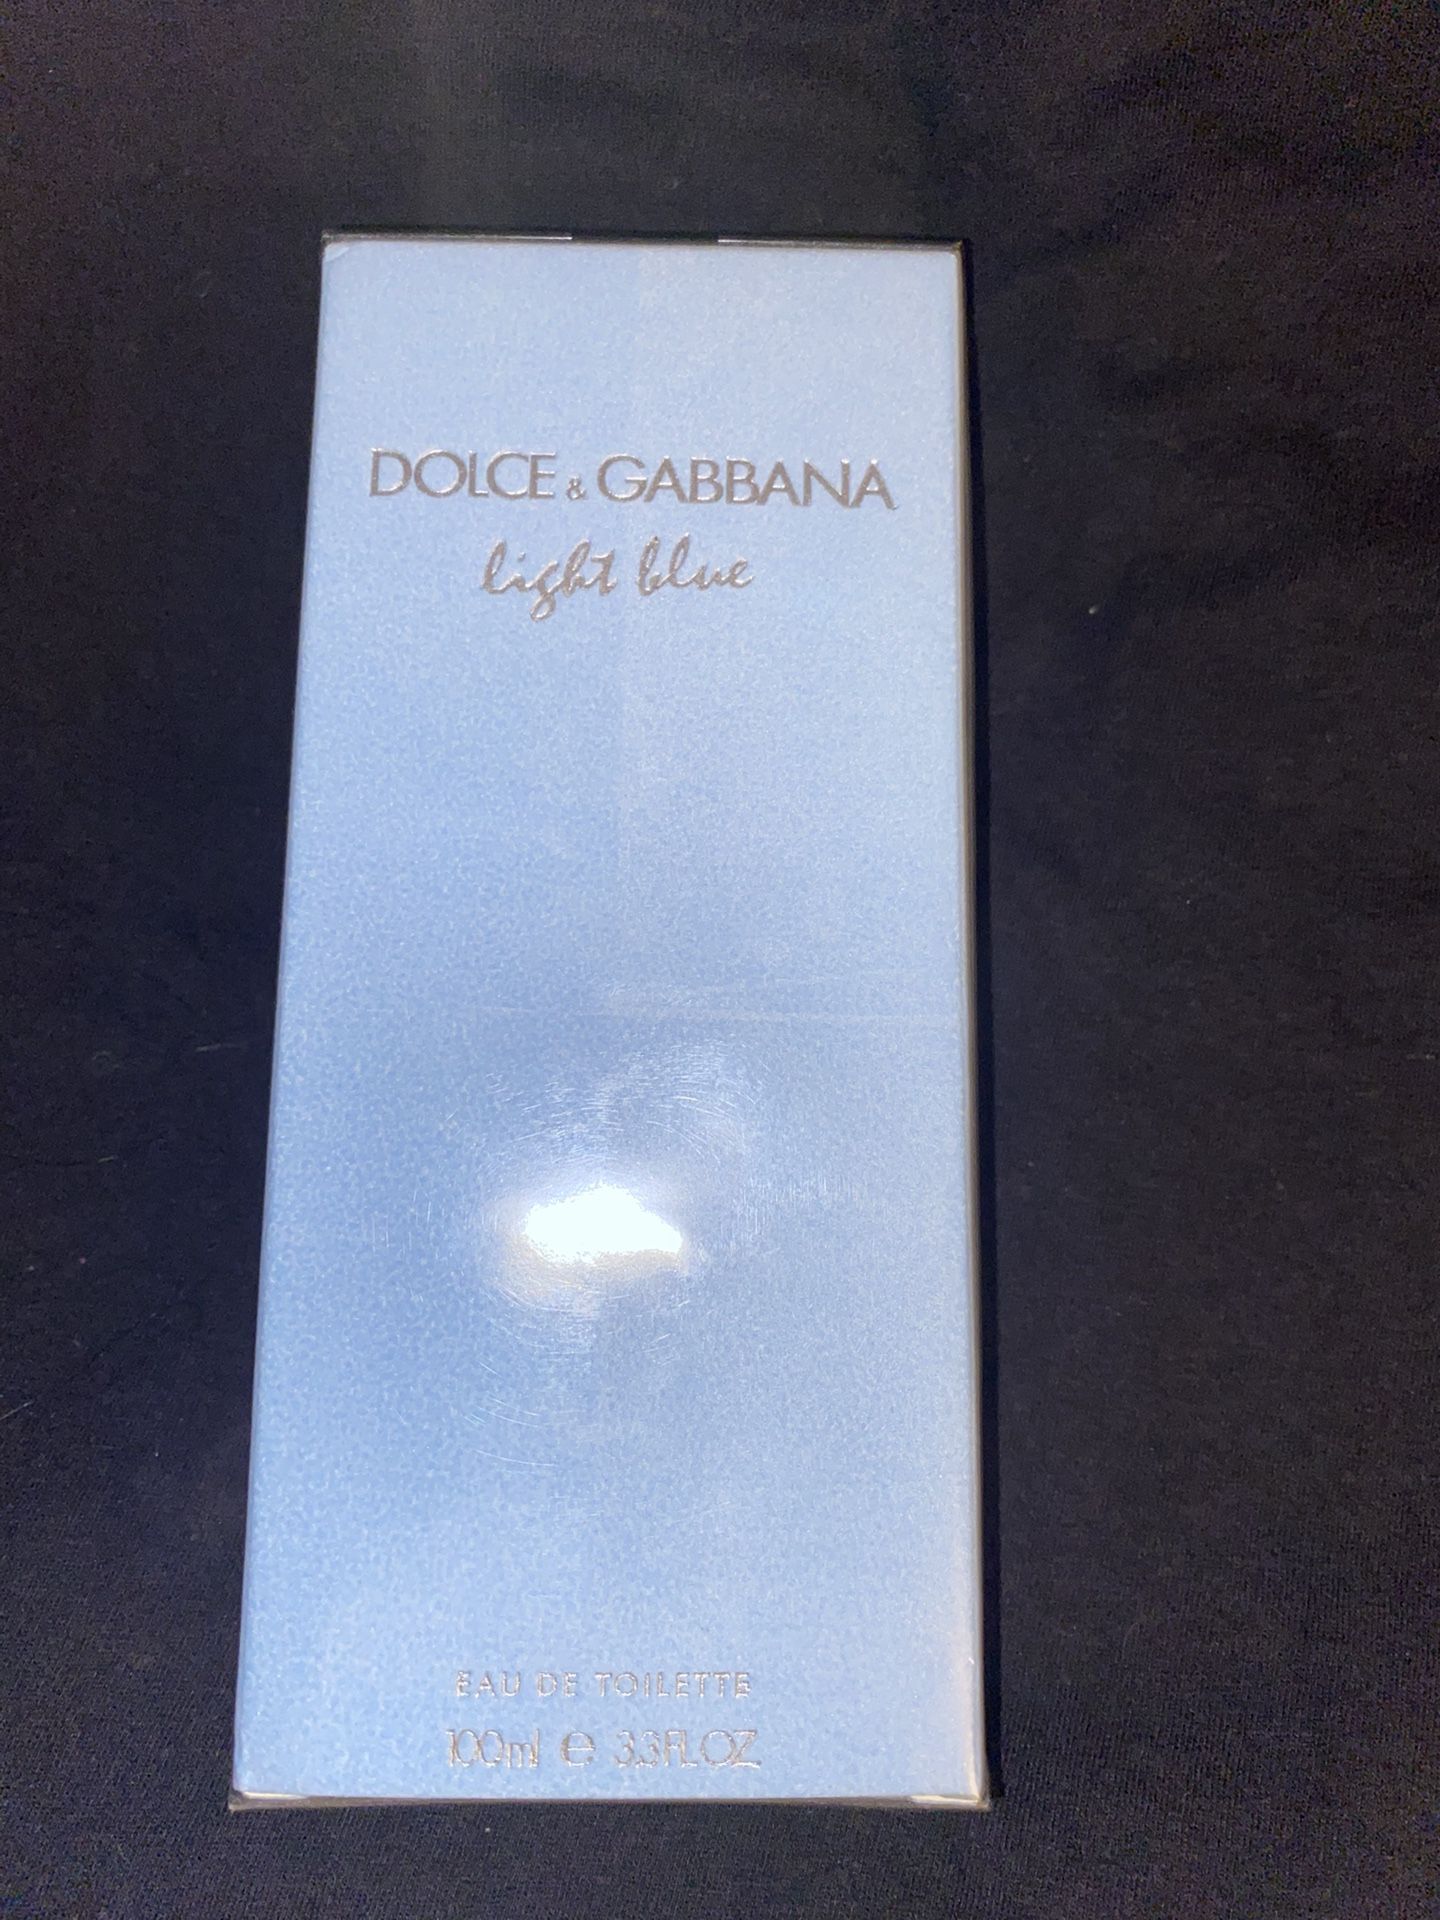 DOLCE & GABBANA
light blue
EAU DE TOILETTE
100ml e 3.3FL.OZ.